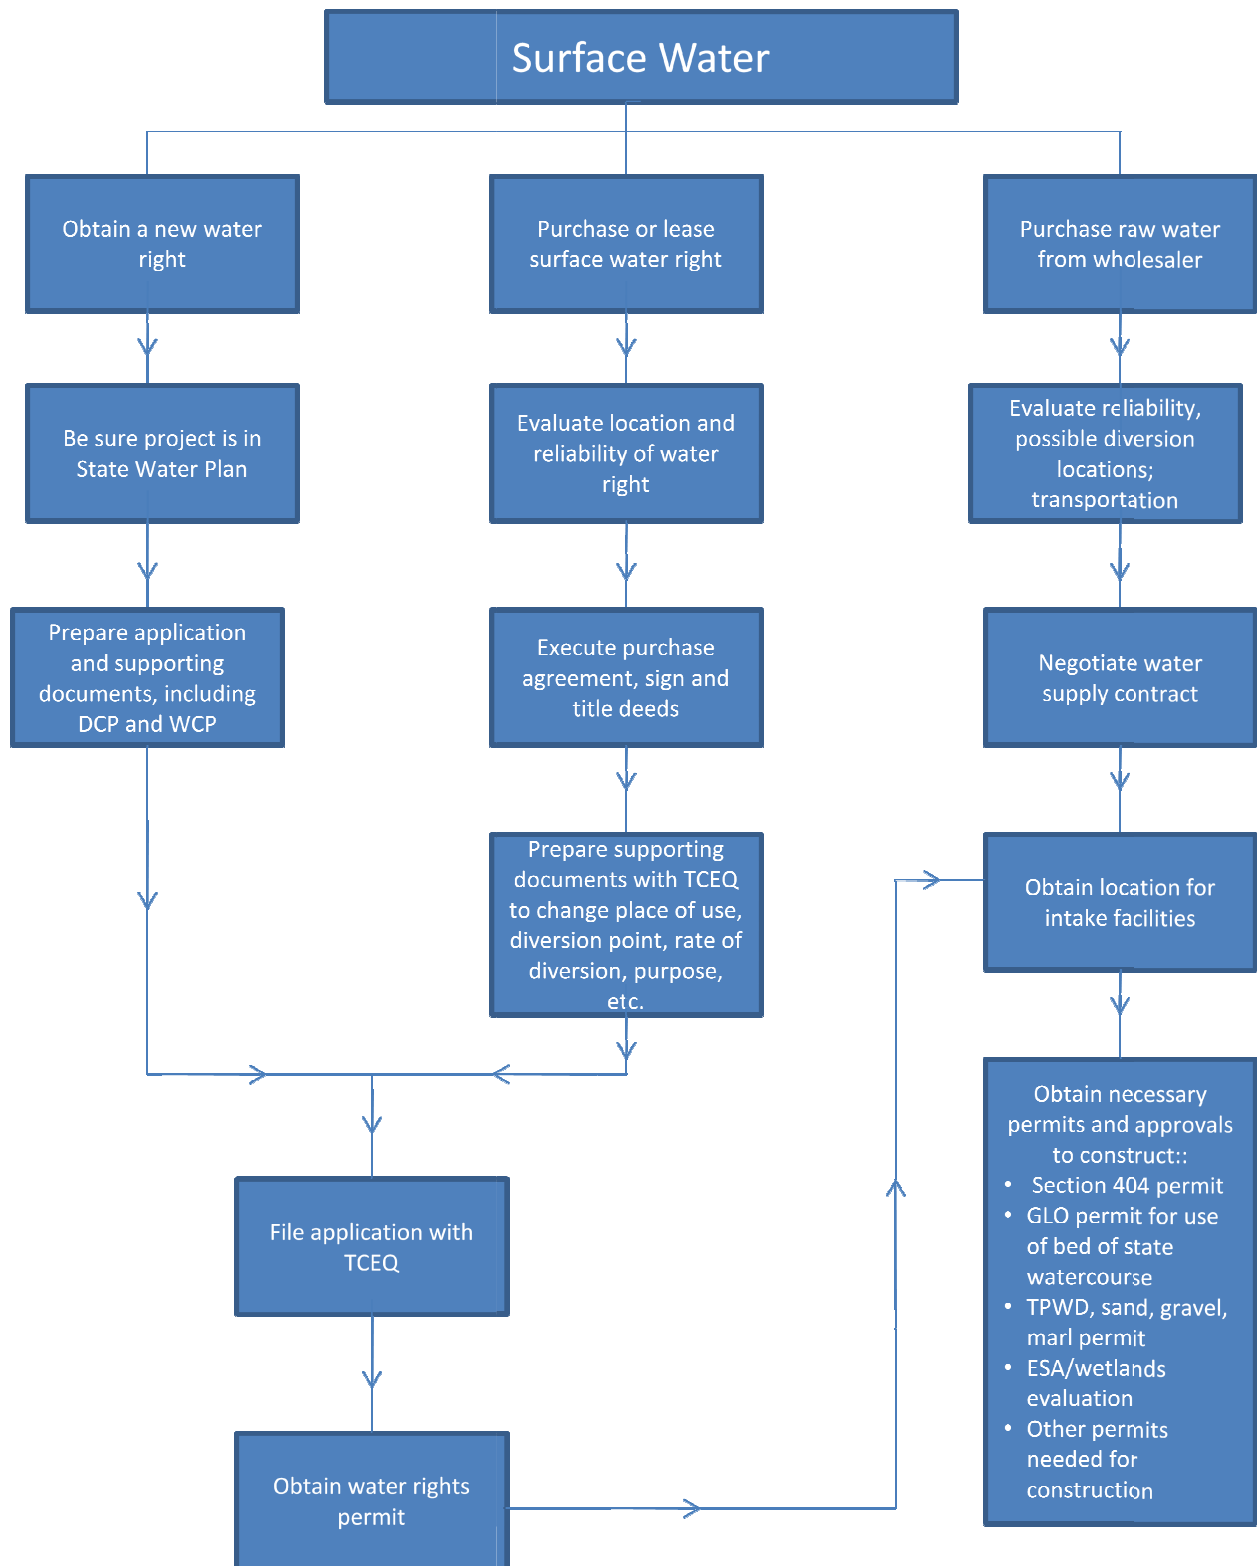 Surface Water
Obtain a new water
right
Purchase or lease
surface water right
Purchase raw water
from wholesaler
Be sure project is in
State Water Plan
Evaluate location and
reliability of water
right
Evaluate reliability,
possible diversion
locations;
transportation
Prepare application
and supporting
documents, including
DCP and WCP
Execute purchase
agreement, sign and
title deeds
Negotiate water
supply contract
Prepare supporting
documents with TCEQ
to change place of use,
diversion point, rate of
diversion, purpose,
etc.
Obtain location for
intake facilities
File application with
TCEQ
Obtain water rights
permit
Obtain necessary
permits and approvals
to construct::
• Section 404 permit
• GLO permit for use
of bed of state
watercourse
• TPWD, sand, gravel,
marl permit
• ESA/wetlands
evaluation
• Other permits
needed for
construction